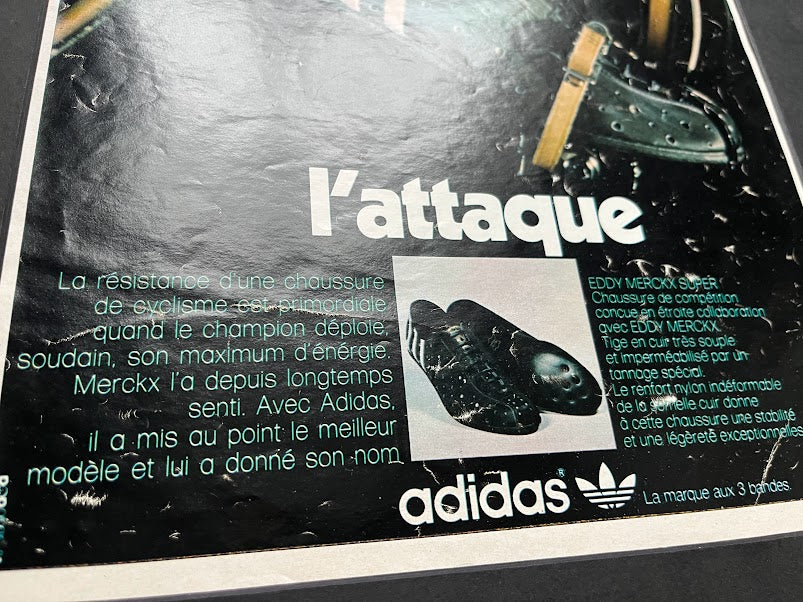 l'attaque
La résistance d'une chaussure
de cyclisme est primordiale
quand le champion déploie,
soudain, son maximum d'énergie.
Merckx l'a depuis longtemps
senti. Avec Adidas,
il a mis au point le meilleur
modèle et lui a donné son nom
EDDY MERCKX SUPER
Chaussure de compétition
concue en étroite collaboration
avec EDDY MERCKX.
Tige en cuir très souple
et imperméabilisé par un
tannage spécial.
Le renfort nylon indéformable
de la semelle cuir donne
à cette chaussure une stabilité
et une légèreté exceptionnelles
adidas®
La marque aux 3 bandes.